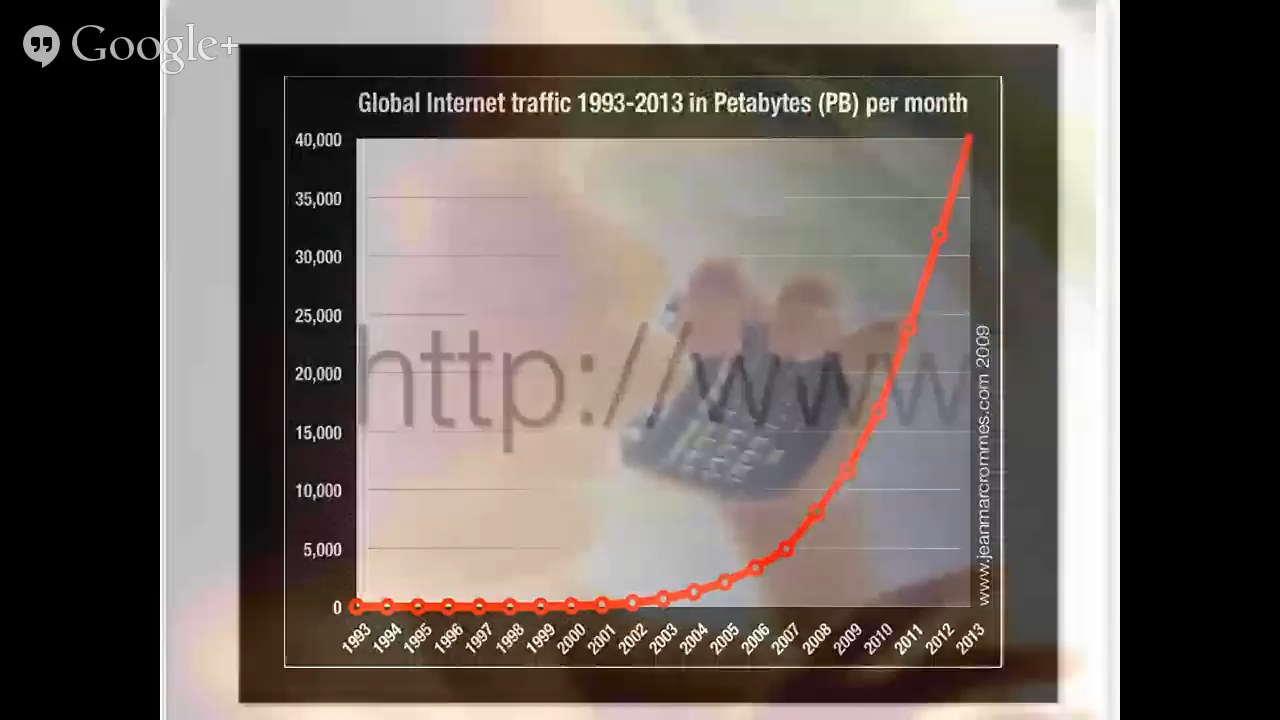 Google+
Global Internet traffic 1993-2013 in Petabytes (PB) per month
40,000
35,000
30,000
25,000
20,000
15,000
10,000
5,000
0
http://www.
www.jeanmarcrommes.com 2009
1993 1994 1995 1996 1997 1998 1999 2000 2001 2002 2003 2004 2005 2006 2007 2008 2009 2010 2011 2012 2013